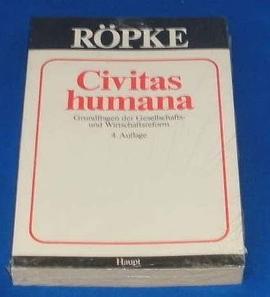 RÖPKE
Civitas
humana
Grundfragen der Gesellschafts-
und Wirtschaftsreform
4. Auflage
Haupt